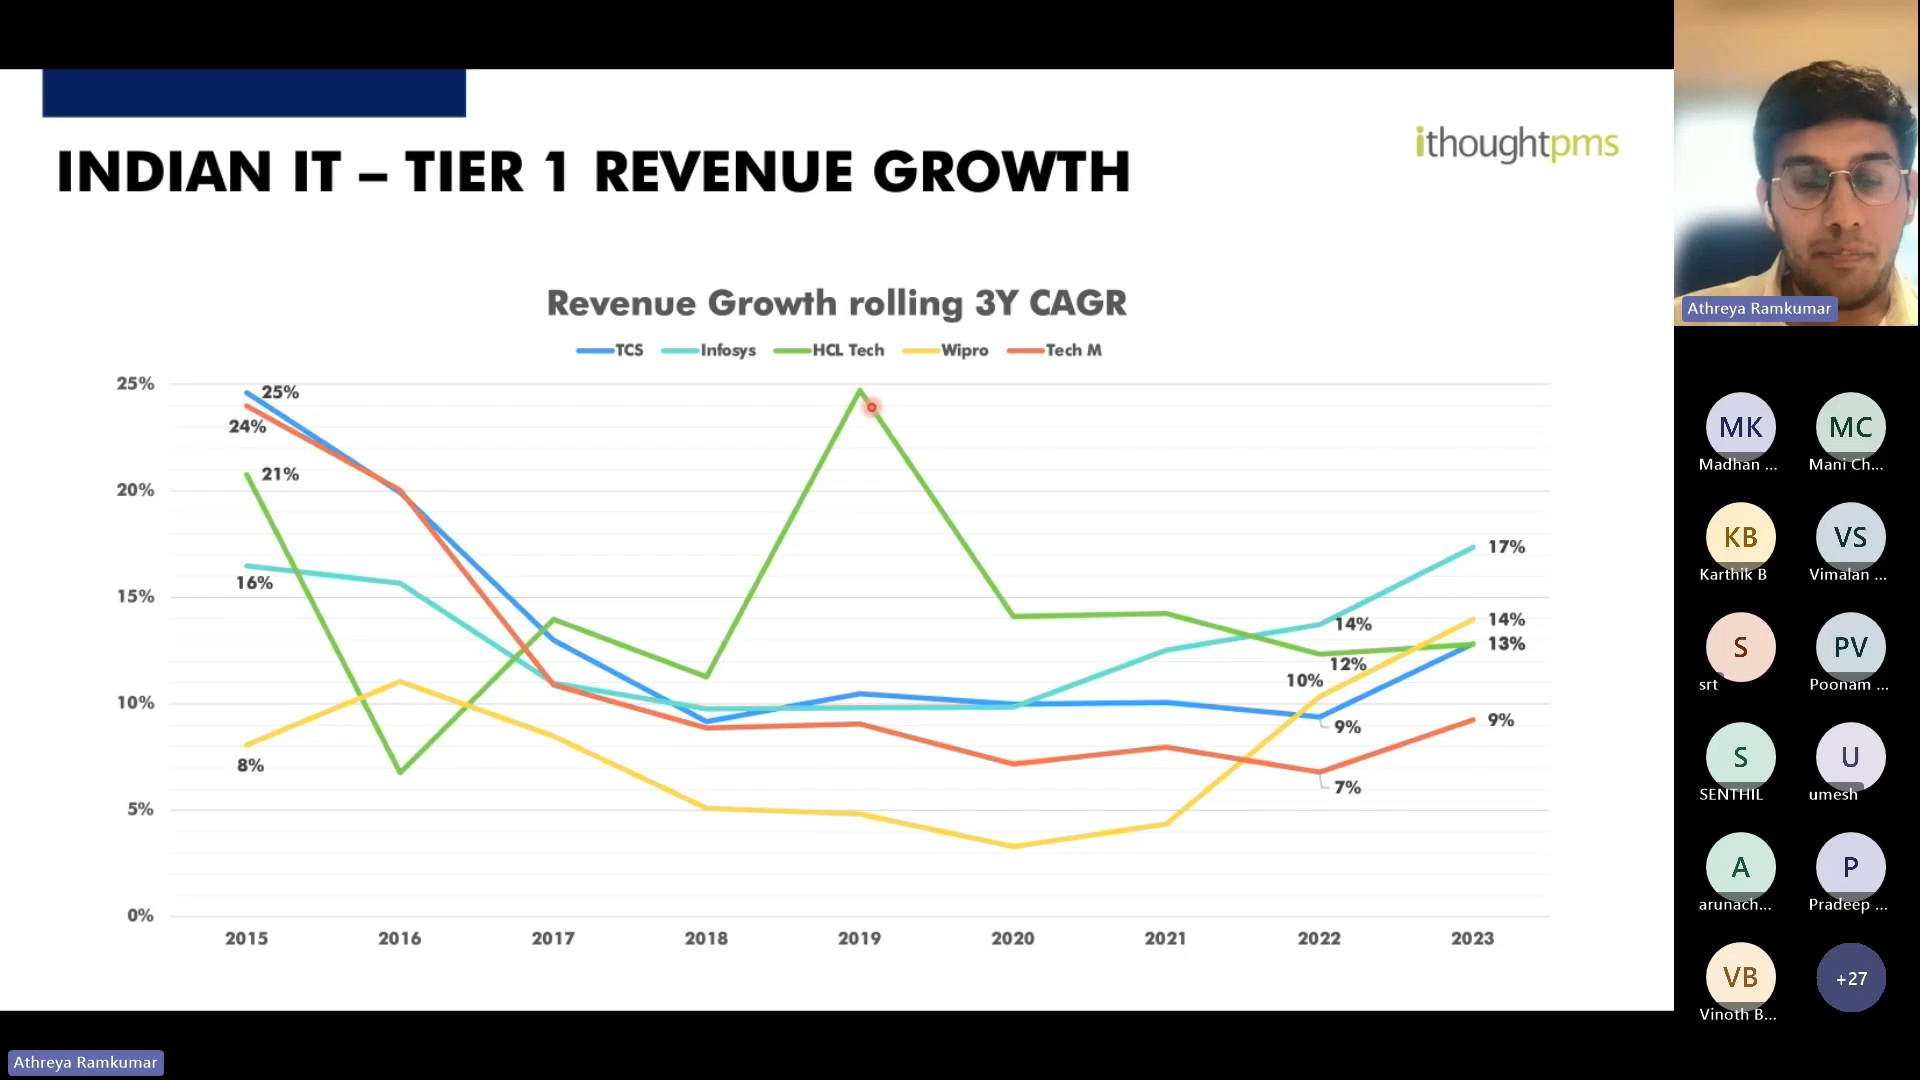 INDIAN IT – TIER 1 REVENUE GROWTH
ithoughtpms
Revenue Growth rolling 3Y CAGR
TCS Infosys HCL Tech Wipro Tech M
25%
20%
15%
10%
5%
0%
25%
24%
21%
16%
8%
14%
12%
10%
9%
7%
17%
14%
13%
9%
2015 2016 2017 2018 2019 2020 2021 2022 2023
Athreya Ramkumar
MK MC
Madhan ... Mani Ch...
KB VS
Karthik B Vimalan ...
S PV
srt Poonam ...
S U
SENTHIL umesh
A P
arunach... Pradeep ...
VB +27
Vinoth B...
Athreya Ramkumar